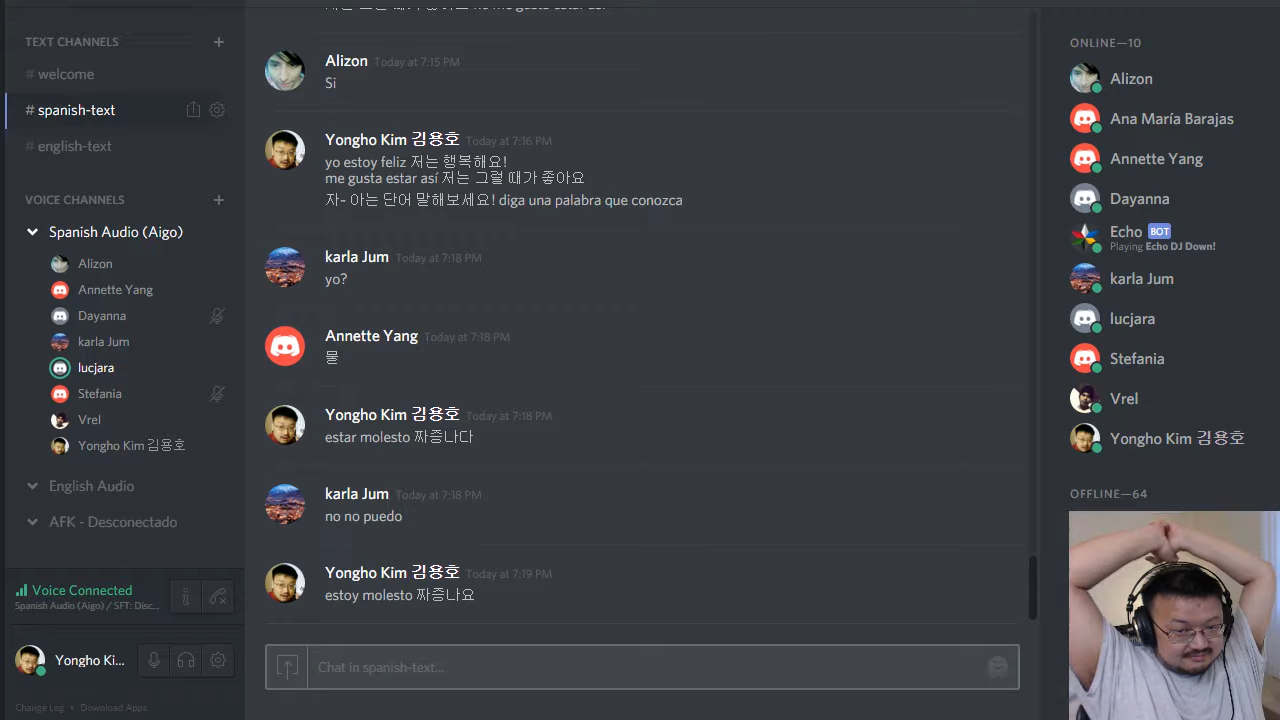 TEXT CHANNELS
# welcome
# spanish-text
# english-text
VOICE CHANNELS
Spanish Audio (Aigo)
Alizon
Annette Yang
Dayanna
karla Jum
lucjara
Stefania
Vrel
Yongho Kim 김용호
English Audio
AFK - Desconectado
Voice Connected
Spanish Audio (Aigo) / SFT: Disc...
Yongho Ki...
Change Log • Download Apps
Alizon Today at 7:15 PM
Si
Yongho Kim 김용호 Today at 7:16 PM
yo estoy feliz 저는 행복해요!
me gusta estar así 저는 그럴 때가 좋아요
자~ 아는 단어 말해보세요! diga una palabra que conozca
karla Jum Today at 7:18 PM
yo?
Annette Yang Today at 7:18 PM
물
Yongho Kim 김용호 Today at 7:18 PM
estar molesto 짜증나다
karla Jum Today at 7:18 PM
no no puedo
Yongho Kim 김용호 Today at 7:19 PM
estoy molesto 짜증나요
Chat in spanish-text...
ONLINE—10
Alizon
Ana María Barajas
Annette Yang
Dayanna
Echo BOT
Playing Echo DJ Down!
karla Jum
lucjara
Stefania
Vrel
Yongho Kim 김용호
OFFLINE—64